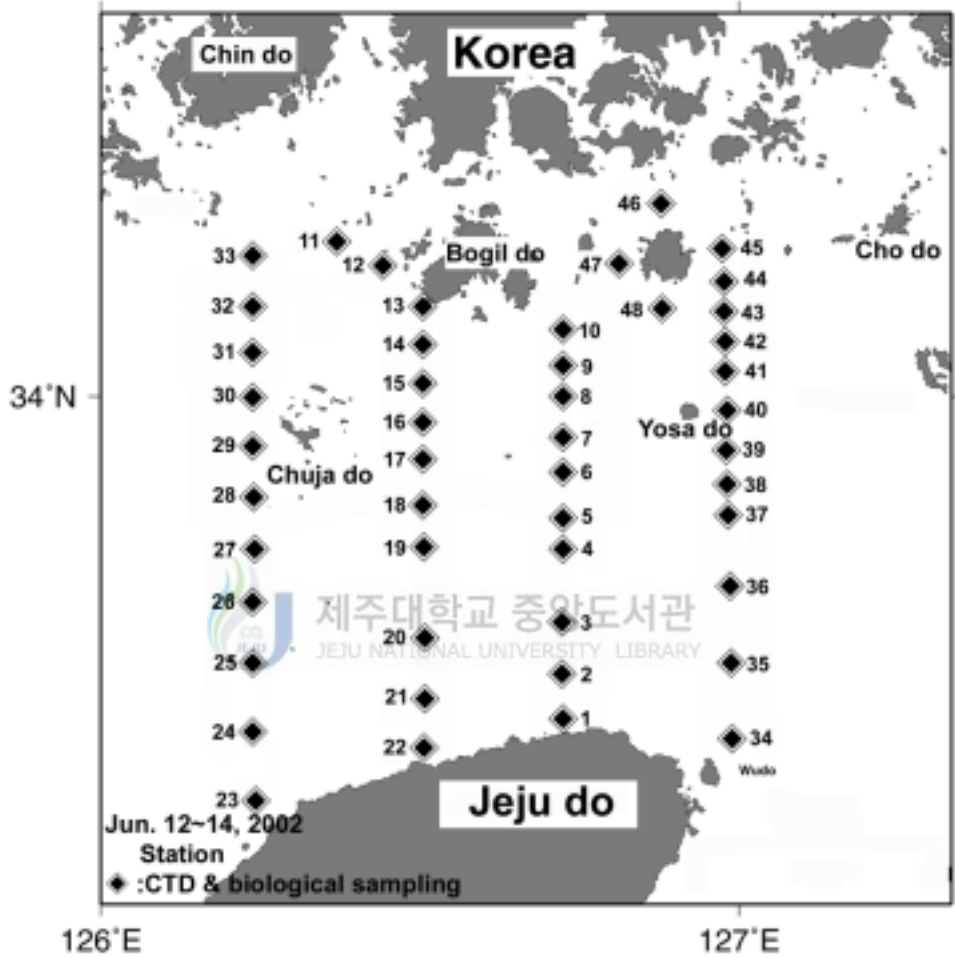 Chin do
Korea
46
11
33
12
Bogil do
47
45
Cho do
44
32
13
48
43
10
42
14
31
9
41
15
34°N
30
8
40
16
Yosa do
7
29
39
17
Chuja do
6
38
28
18
5
37
27
19
4
36
26
제주대학교 중앙도서관
3
20
JEJU
JEJU NATIONAL UNIVERSITY LIBRARY
25
35
2
21
1
24
34
22
Wudo
23
Jeju do
Jun. 12~14, 2002
Station
:CTD & biological sampling
126°E
127°E